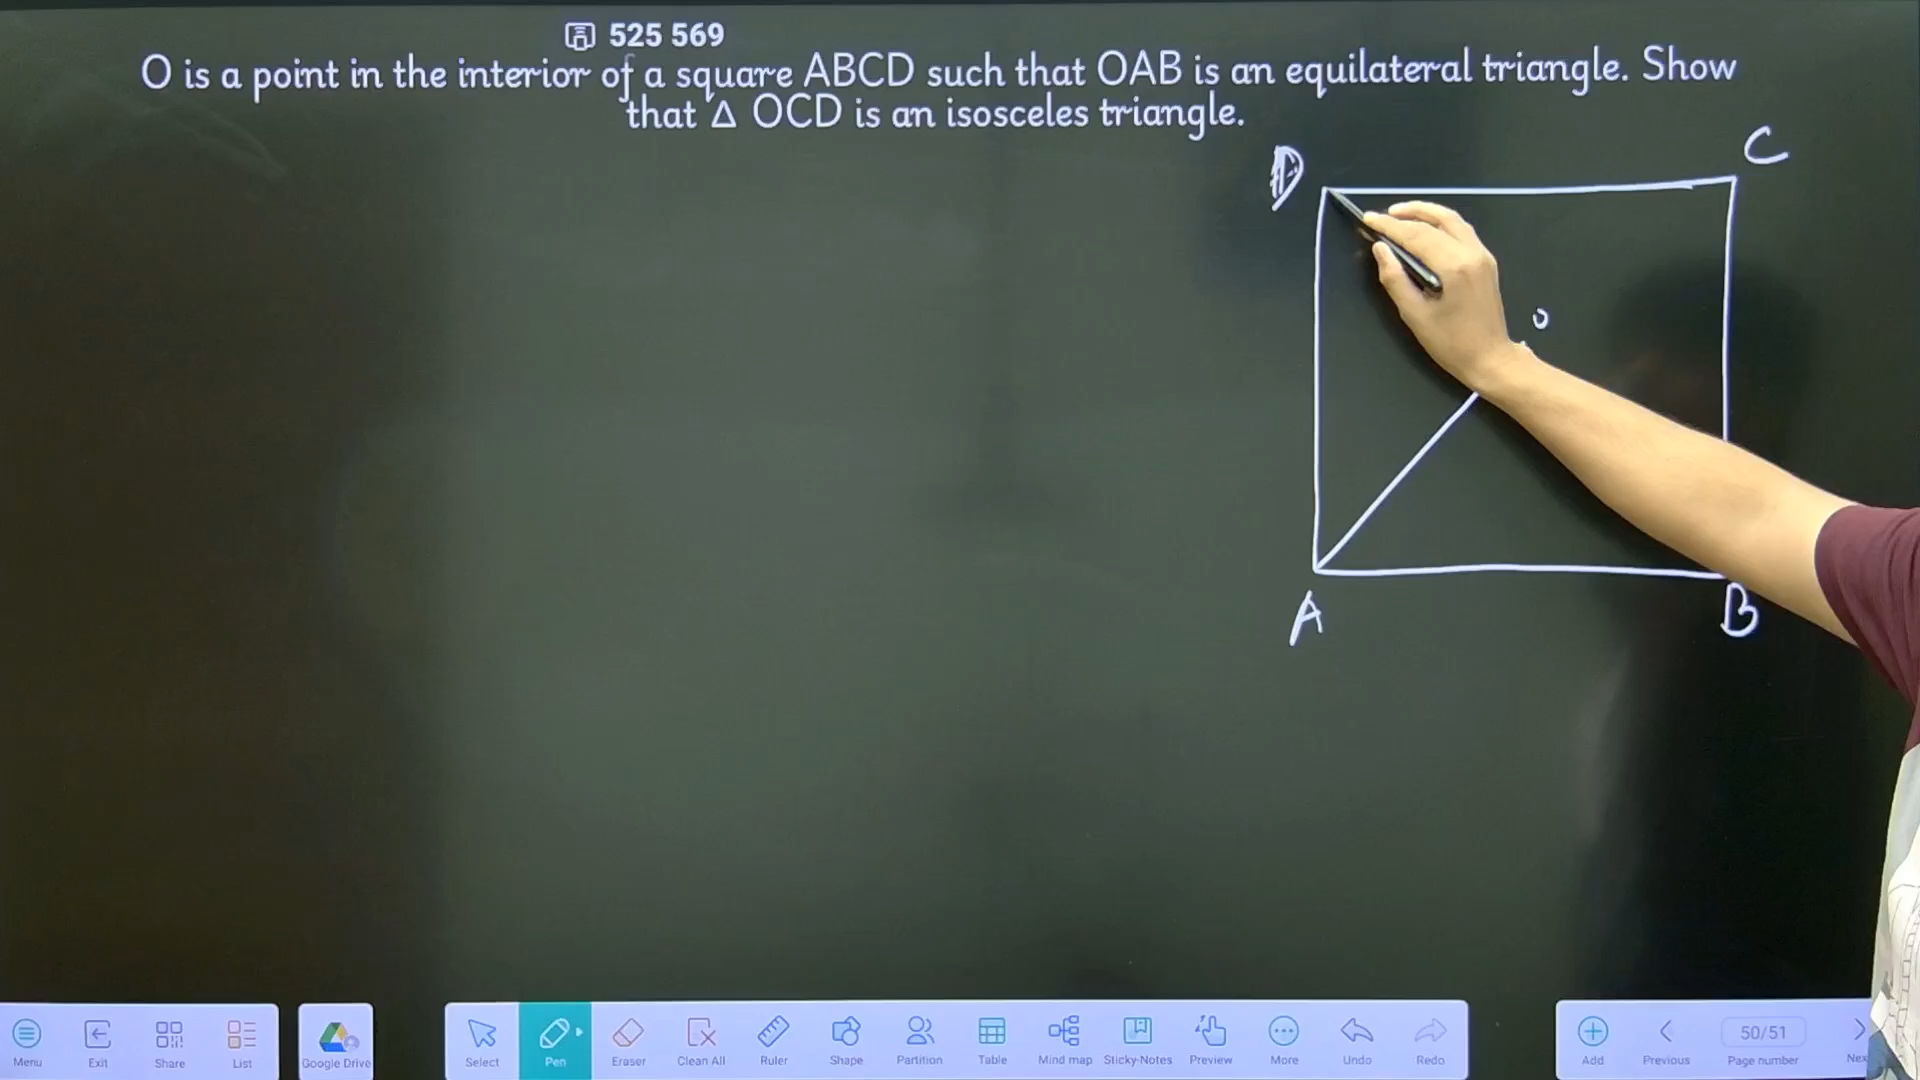 525 569
O is a point in the interior of a square ABCD such that OAB is an equilateral triangle. Show
that Δ OCD is an isosceles triangle.
D
C
O
A
B
Menu Exit Share List Google Drive Select Pen Eraser Clean All Ruler Shape Partition Table Mind map Sticky-Notes Preview More Undo Redo Add Previous 50/51 Page number